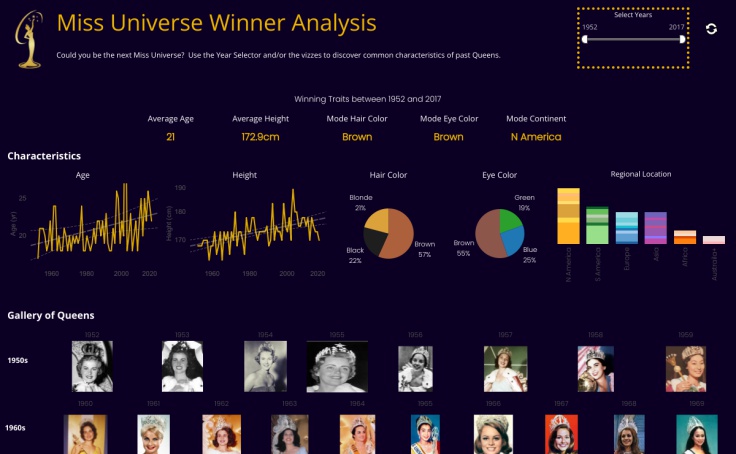 Miss Universe Winner Analysis
Could you be the next Miss Universe? Use the Year Selector and/or the vizzes to discover common characteristics of past Queens.
Select Years
1952 2017
Winning Traits between 1952 and 2017
Average Age Average Height Mode Hair Color Mode Eye Color Mode Continent
21 172.9cm Brown Brown N America
Characteristics
Age Height Hair Color Eye Color Regional Location
Age (yr)
25
20
1960 1980 2000 2020
Height (cm)
190
180
170
1960 1980 2000 2020
Blonde
21%
Black
22%
Brown
57%
Green
19%
Brown
55%
Blue
25%
N America
S America
Europe
Asia
Africa
Australia
Gallery of Queens
1952 1953 1954 1955 1956 1957 1958 1959
1950s
1960 1961 1962 1963 1964 1965 1966 1967 1968 1969
1960s